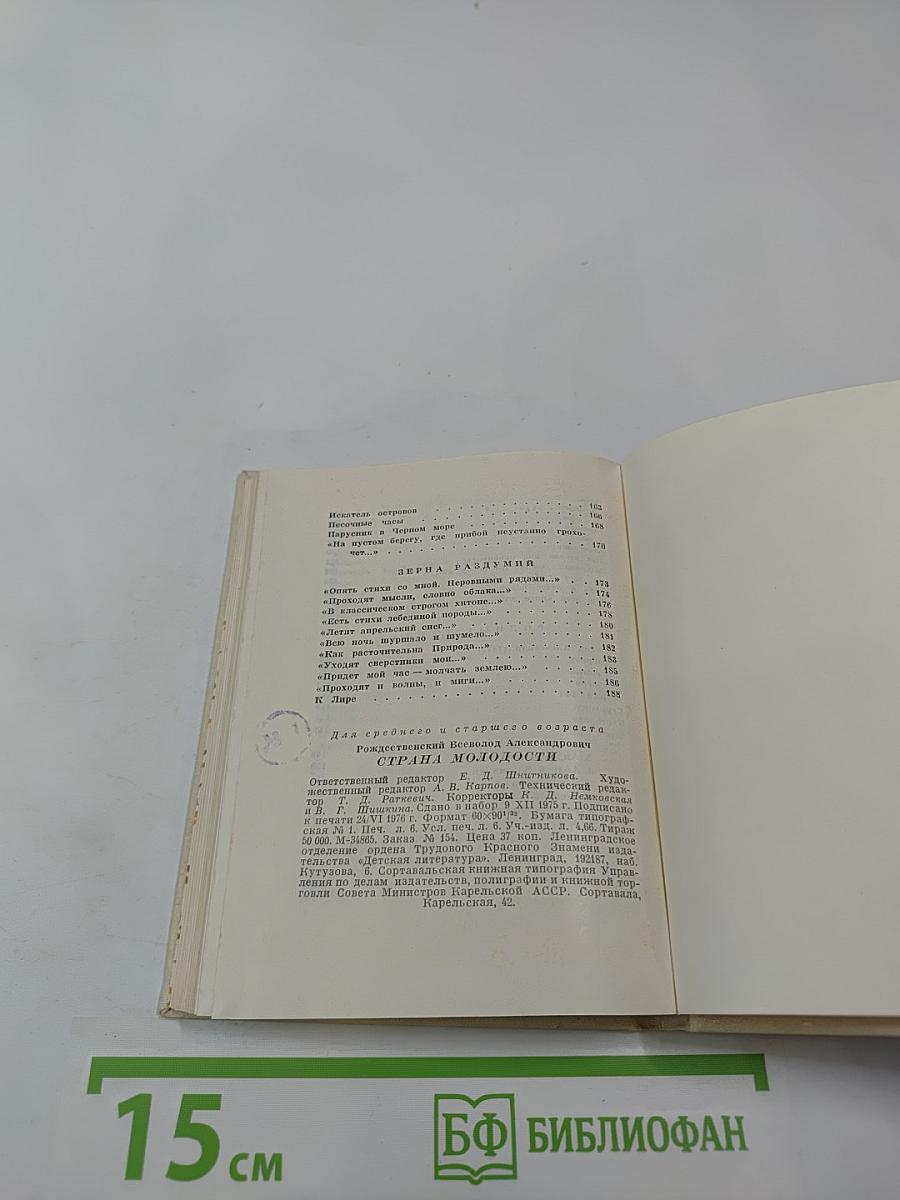 Искатель островов . . . . . . . . . . . . . 163
Песочные часы . . . . . . . . . . . . . 166
Парусник в Черном море . . . . . . . . . . 168
«На пустом берегу, где прибой неустанно грохо-
чет...» . . . . . . . . . . . . . . . . 170
ЗЕРНА РАЗДУМИЙ
«Опять стихи со мной. Неровными рядами...» . . 173
«Проходят мысли, словно облака...» . . . . . . 174
«В классическом строгом хитоне...» . . . . . . 176
«Есть стихи лебединой породы...» . . . . . . . 178
«Летит апрельский снег...» . . . . . . . . . 180
«Всю ночь шуршало и шумело...» . . . . . . . 181
«Как расточительна Природа...» . . . . . . . 182
«Уходят сверстники мои...» . . . . . . . . . 183
«Придет мой час — молчать землею...» . . . . 185
«Проходят и волны, и миги...» . . . . . . . 186
К Лире . . . . . . . . . . . . . . . . 188
Для среднего и старшего возраста
Рождественский Всеволод Александрович
СТРАНА МОЛОДОСТИ
Ответственный редактор Е. Д. Шнитникова. Худо-
жественный редактор А. В. Карпов. Технический редак-
тор Т. Д. Раткевич. Корректоры К. Д. Немковская
и В. Г. Шишкина. Сдано в набор 9 XII 1975 г. Подписано
к печати 24/VI 1976 г. Формат 60×90¹/³². Бумага типограф-
ская № 1. Печ. л. 6. Усл. печ. л. 6. Уч.-изд. л. 4,66. Тираж
50 000. М-34865. Заказ № 154. Цена 37 коп. Ленинградское
отделение ордена Трудового Красного Знамени изда-
тельства «Детская литература». Ленинград, 192187, наб.
Кутузова, 6. Сортавальская книжная типография Управ-
ления по делам издательств, полиграфии и книжной тор-
говли Совета Министров Карельской АССР. Сортавала,
Карельская, 42.
15 см
БФ БИБЛИОФАН